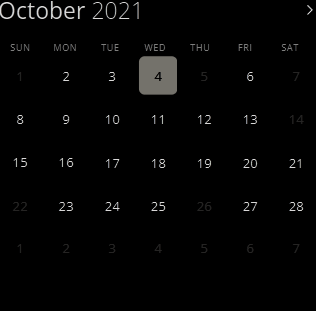 October 2021
SUN MON TUE WED THU FRI SAT
1 2 3 4 5 6 7
8 9 10 11 12 13 14
15 16 17 18 19 20 21
22 23 24 25 26 27 28
1 2 3 4 5 6 7